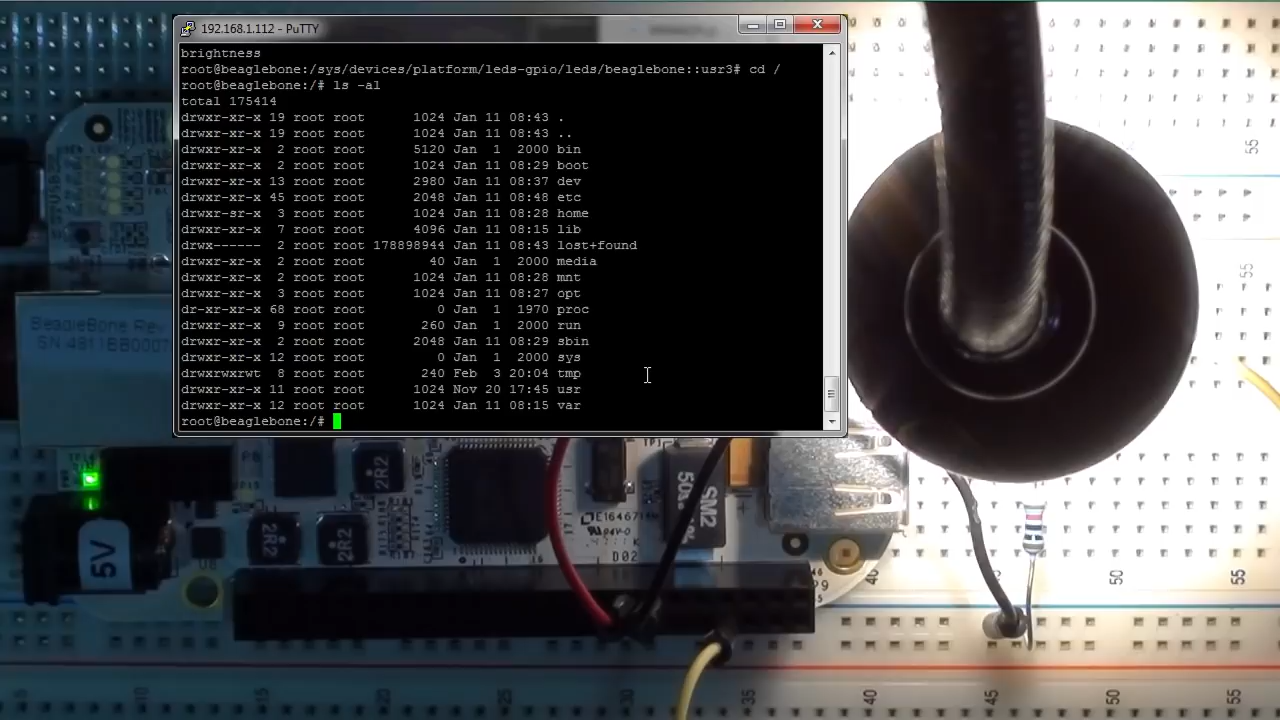 192.168.1.112 - PuTTY
brightness
root@beaglebone:/sys/devices/platform/leds-gpio/leds/beaglebone::usr3# cd /
root@beaglebone:/# ls -al
total 175414
drwxr-xr-x 19 root root 1024 Jan 11 08:43 .
drwxr-xr-x 19 root root 1024 Jan 11 08:43 ..
drwxr-xr-x 2 root root 5120 Jan 1 2000 bin
drwxr-xr-x 2 root root 1024 Jan 11 08:29 boot
drwxr-xr-x 13 root root 2980 Jan 11 08:37 dev
drwxr-xr-x 45 root root 2048 Jan 11 08:48 etc
drwxr-sr-x 3 root root 1024 Jan 11 08:28 home
drwxr-xr-x 7 root root 4096 Jan 11 08:15 lib
drwx------ 2 root root 178898944 Jan 11 08:43 lost+found
drwxr-xr-x 2 root root 40 Jan 1 2000 media
drwxr-xr-x 2 root root 1024 Jan 11 08:28 mnt
drwxr-xr-x 3 root root 1024 Jan 11 08:27 opt
dr-xr-xr-x 68 root root 0 Jan 1 1970 proc
drwxr-xr-x 9 root root 260 Jan 1 2000 run
drwxr-xr-x 2 root root 2048 Jan 11 08:29 sbin
drwxr-xr-x 12 root root 0 Jan 1 2000 sys
drwxrwxrwt 8 root root 240 Feb 3 20:04 tmp
drwxr-xr-x 11 root root 1024 Nov 20 17:45 usr
drwxr-xr-x 12 root root 1024 Jan 11 08:15 var
root@beaglebone:/#
BeagleBone Rev
55
55
2R2
2R2
2R2
SM2
D02
5V
P9
40
50
55
10
25
30
35
40
45
50
55